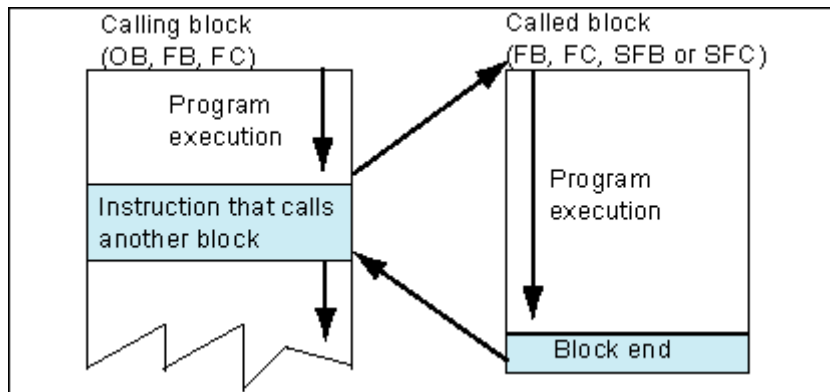 Calling block
(OB, FB, FC)
Program
execution
Instruction that calls
another block
Called block
(FB, FC, SFB or SFC)
Program
execution
Block end